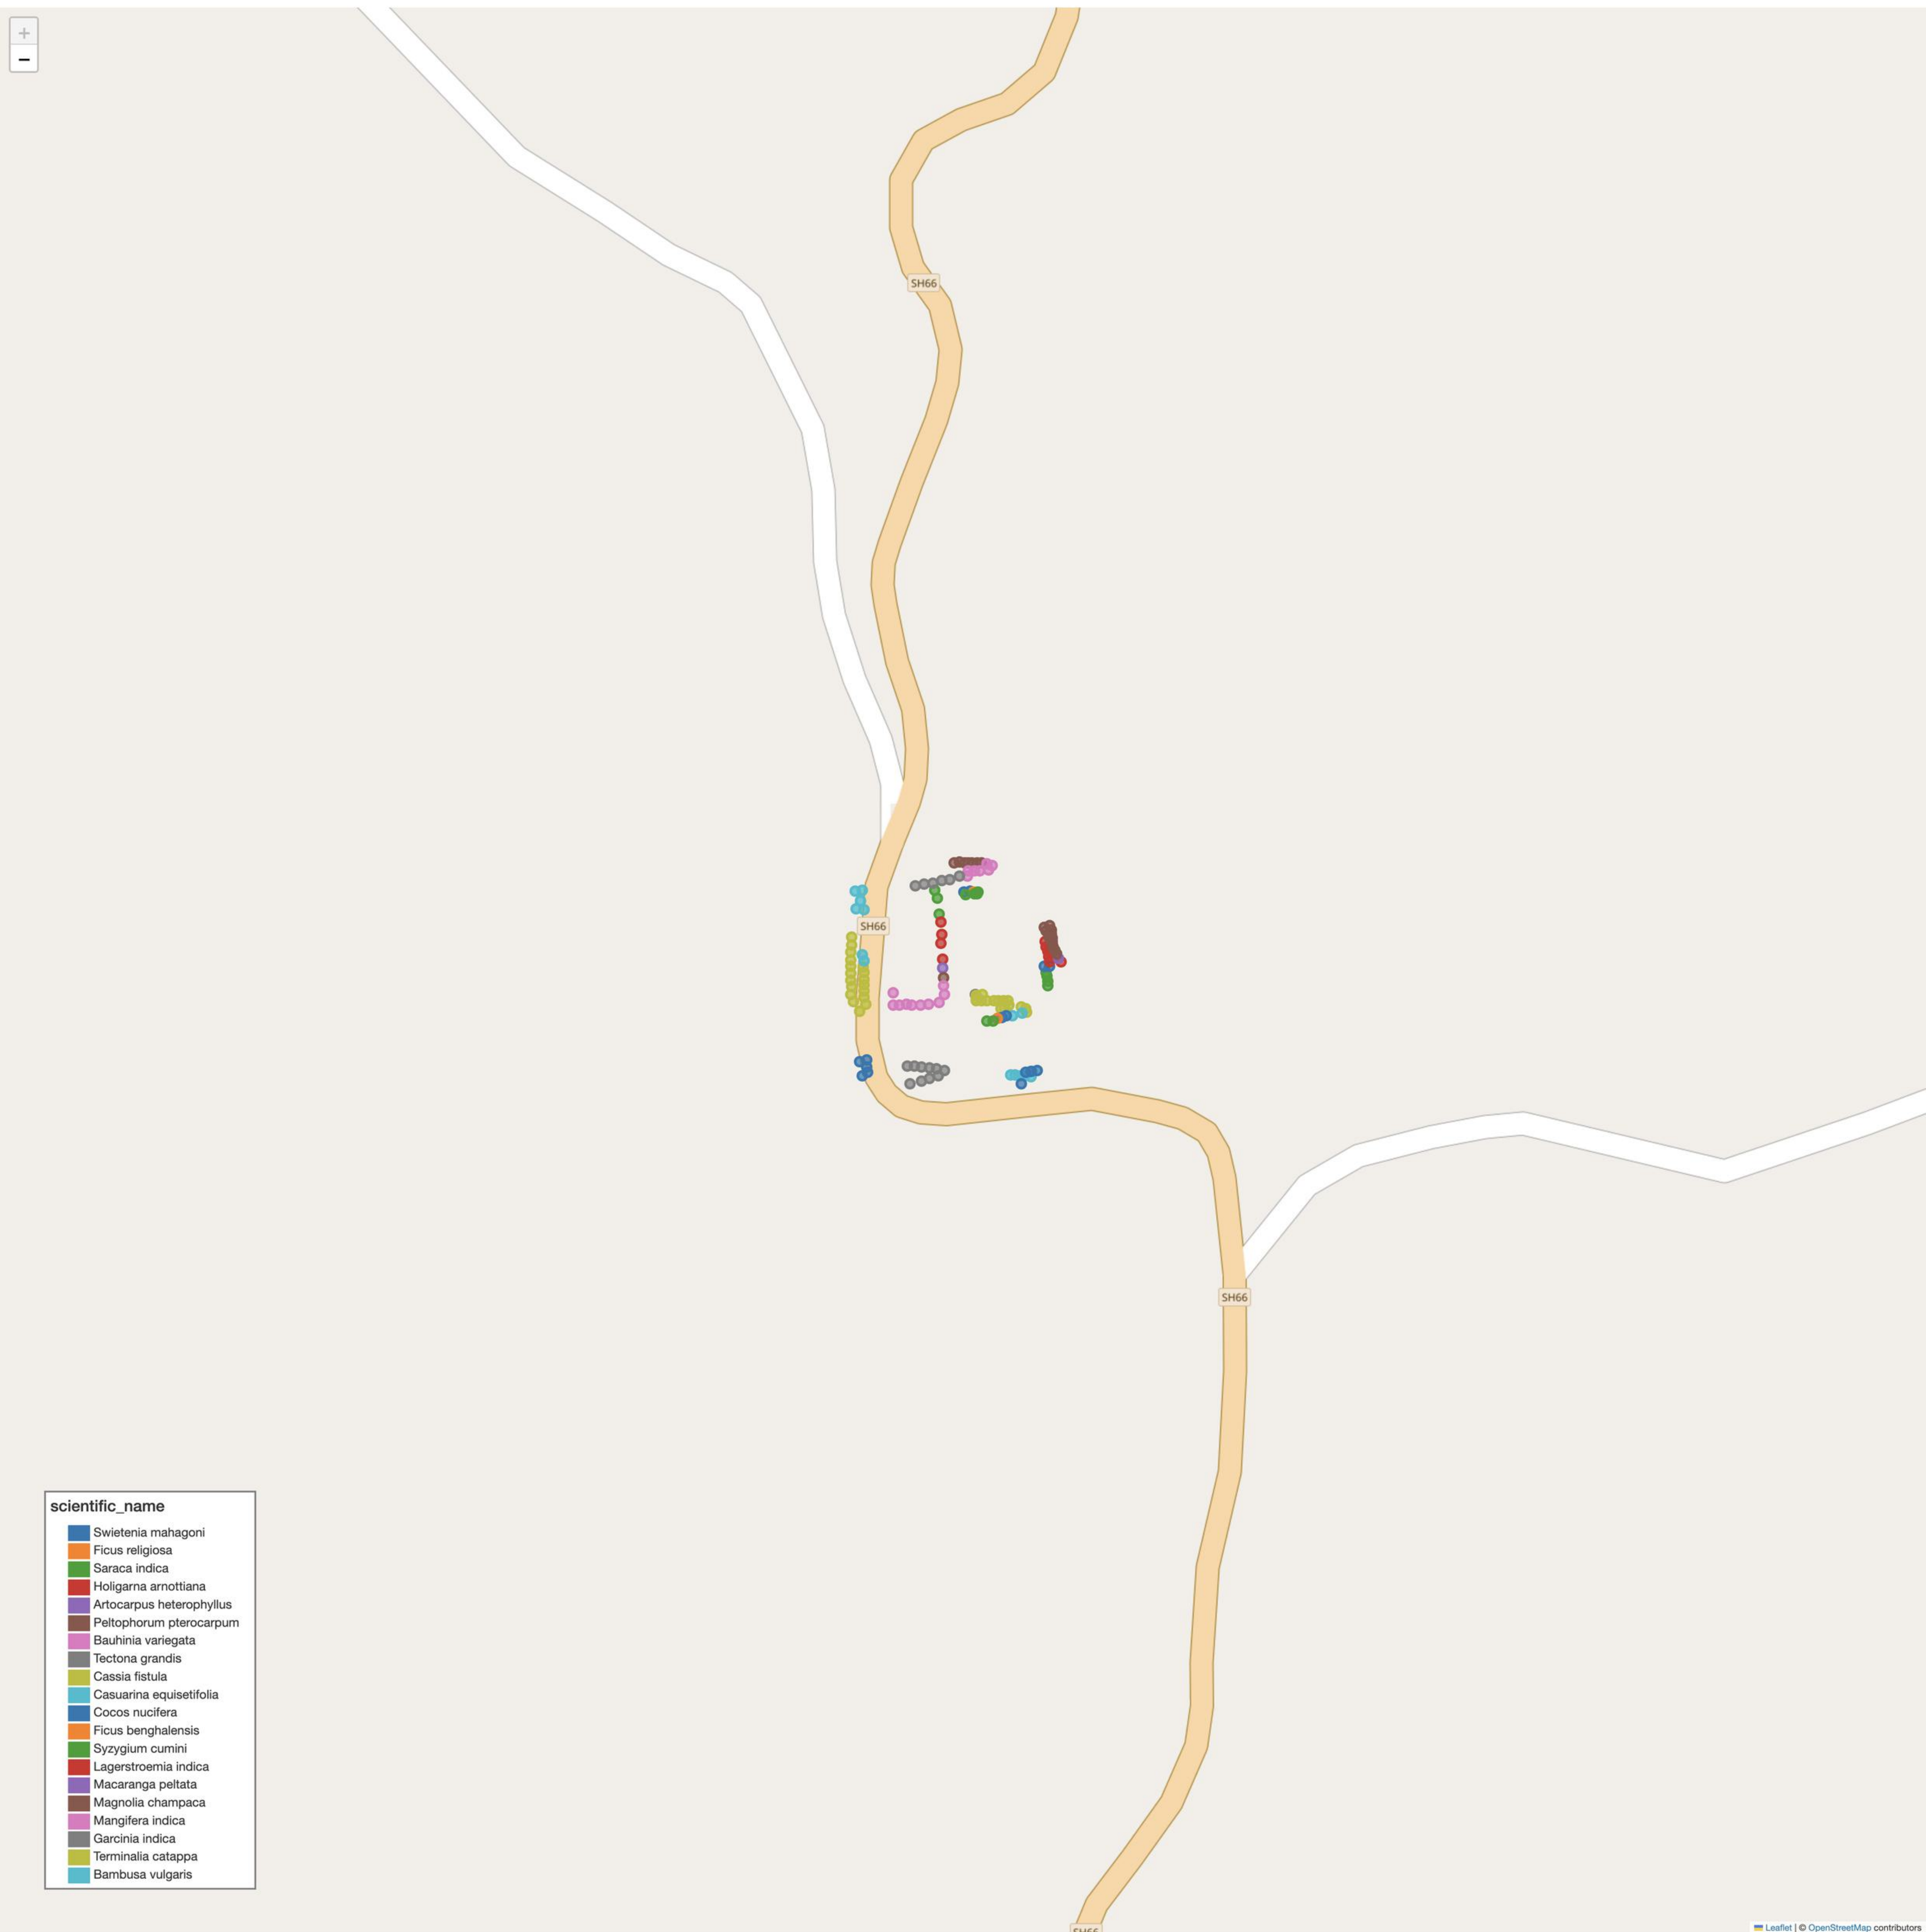 +
−
SH66
SH66
SH66
scientific_name
Swietenia mahagoni
Ficus religiosa
Saraca indica
Holigarna arnottiana
Artocarpus heterophyllus
Peltophorum pterocarpum
Bauhinia variegata
Tectona grandis
Cassia fistula
Casuarina equisetifolia
Cocos nucifera
Ficus benghalensis
Syzygium cumini
Lagerstroemia indica
Macaranga peltata
Magnolia champaca
Mangifera indica
Garcinia indica
Terminalia catappa
Bambusa vulgaris
SH66
Leaflet | © OpenStreetMap contributors